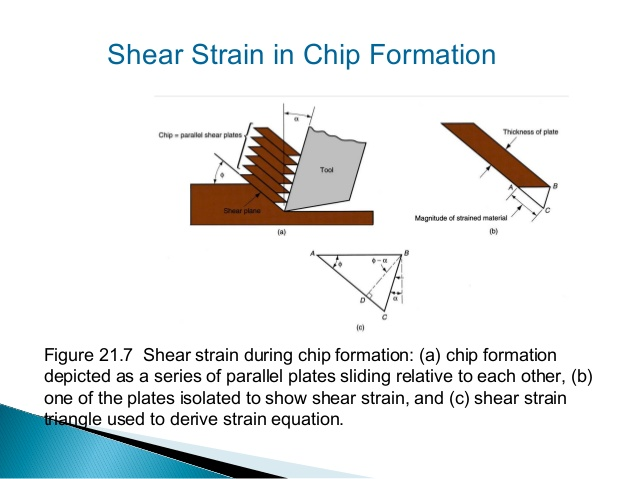 Shear Strain in Chip Formation
α
Chip = parallel shear plates
Tool
ϕ
Shear plane
(a)
Thickness of plate
A
B
C
Magnitude of strained material
(b)
A
B
ϕ
ϕ – α
D
α
C
(c)
Figure 21.7 Shear strain during chip formation: (a) chip formation
depicted as a series of parallel plates sliding relative to each other, (b)
one of the plates isolated to show shear strain, and (c) shear strain
triangle used to derive strain equation.